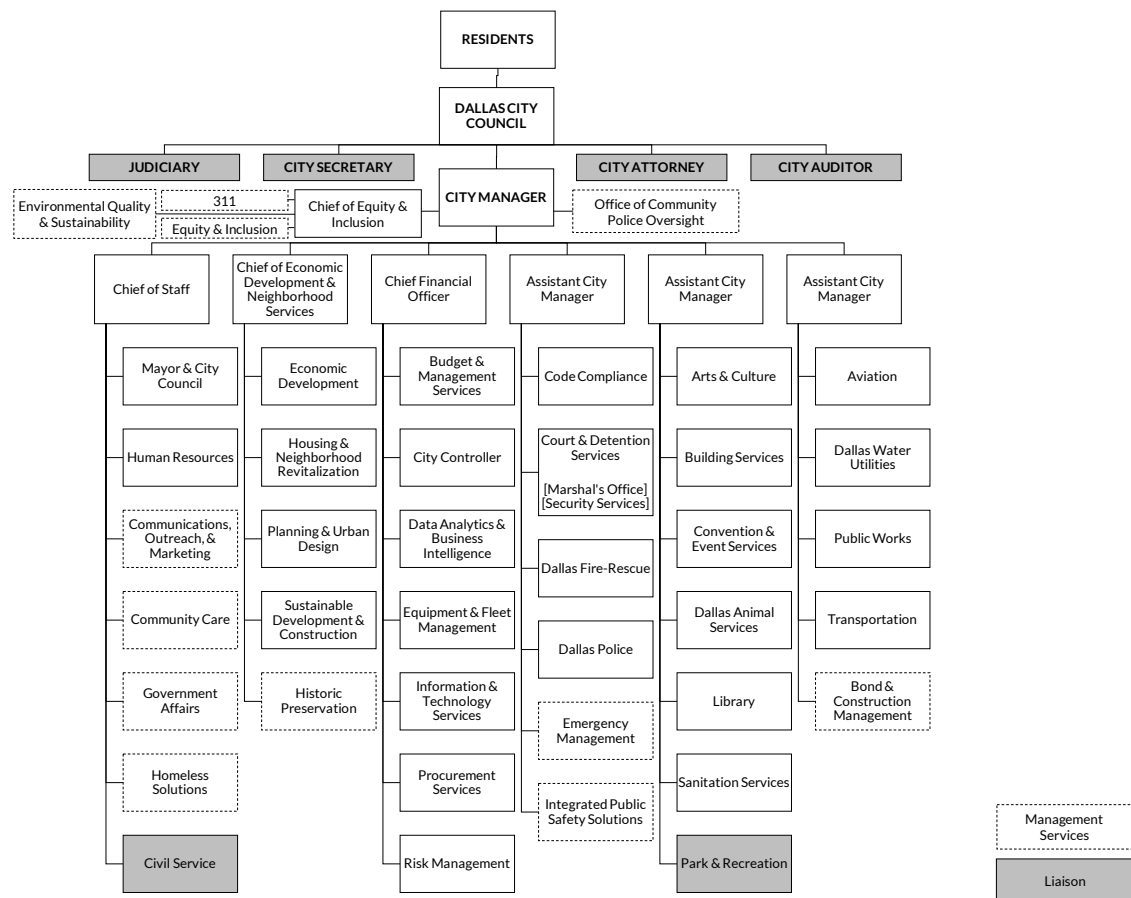 RESIDENTS
DALLAS CITY
COUNCIL
JUDICIARY
CITY SECRETARY
CITY ATTORNEY
CITY AUDITOR
CITY MANAGER
Environmental Quality
& Sustainability
311
Equity & Inclusion
Chief of Equity &
Inclusion
Office of Community
Police Oversight
Chief of Staff
Chief of Economic
Development &
Neighborhood
Services
Chief Financial
Officer
Assistant City
Manager
Assistant City
Manager
Assistant City
Manager
Mayor & City
Council
Economic
Development
Budget &
Management
Services
Code Compliance
Arts & Culture
Aviation
Human Resources
Housing &
Neighborhood
Revitalization
City Controller
Court & Detention
Services
[Marshal's Office]
[Security Services]
Building Services
Dallas Water
Utilities
Communications,
Outreach, &
Marketing
Planning & Urban
Design
Data Analytics &
Business
Intelligence
Dallas Fire-Rescue
Convention &
Event Services
Public Works
Community Care
Sustainable
Development &
Construction
Equipment & Fleet
Management
Dallas Police
Dallas Animal
Services
Transportation
Government
Affairs
Historic
Preservation
Information &
Technology
Services
Emergency
Management
Library
Bond &
Construction
Management
Homeless
Solutions
Procurement
Services
Integrated Public
Safety Solutions
Sanitation Services
Civil Service
Risk Management
Park & Recreation
Management
Services
Liaison